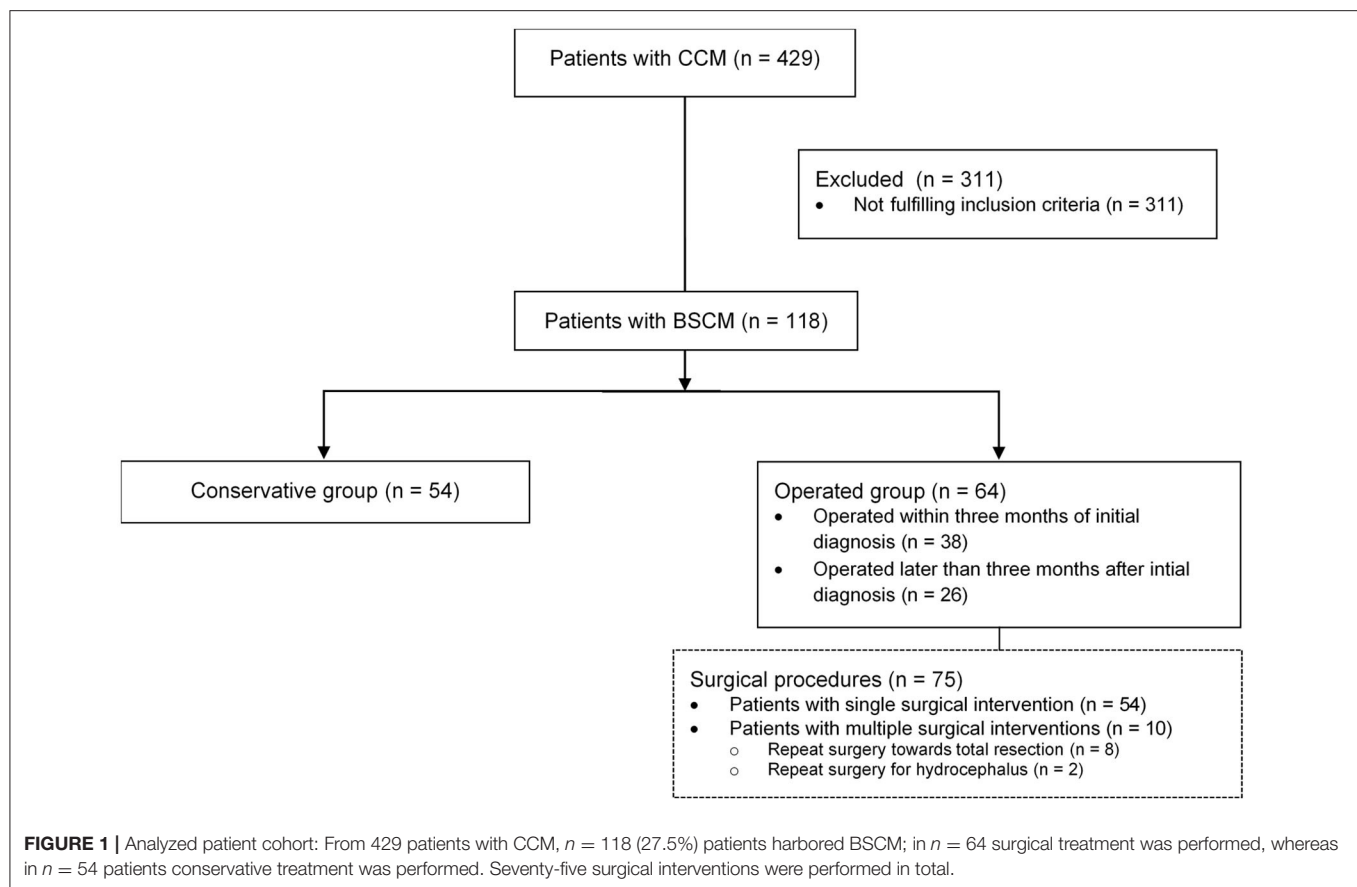 Patients with CCM (n = 429)
Excluded (n = 311)
• Not fulfilling inclusion criteria (n = 311)
Patients with BSCM (n = 118)
Conservative group (n = 54)
Operated group (n = 64)
• Operated within three months of initial
diagnosis (n = 38)
• Operated later than three months after intial
diagnosis (n = 26)
Surgical procedures (n = 75)
• Patients with single surgical intervention (n = 54)
• Patients with multiple surgical interventions (n = 10)
o Repeat surgery towards total resection (n = 8)
o Repeat surgery for hydrocephalus (n = 2)
FIGURE 1 | Analyzed patient cohort: From 429 patients with CCM, n = 118 (27.5%) patients harbored BSCM; in n = 64 surgical treatment was performed, whereas
in n = 54 patients conservative treatment was performed. Seventy-five surgical interventions were performed in total.